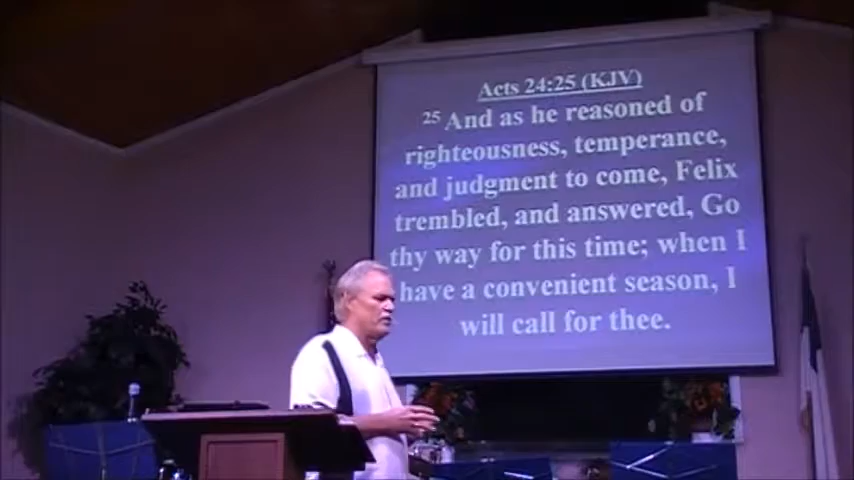 Acts 24:25 (KJV)
25 And as he reasoned of
righteousness, temperance,
and judgment to come, Felix
trembled, and answered, Go
thy way for this time; when I
have a convenient season, I
will call for thee.